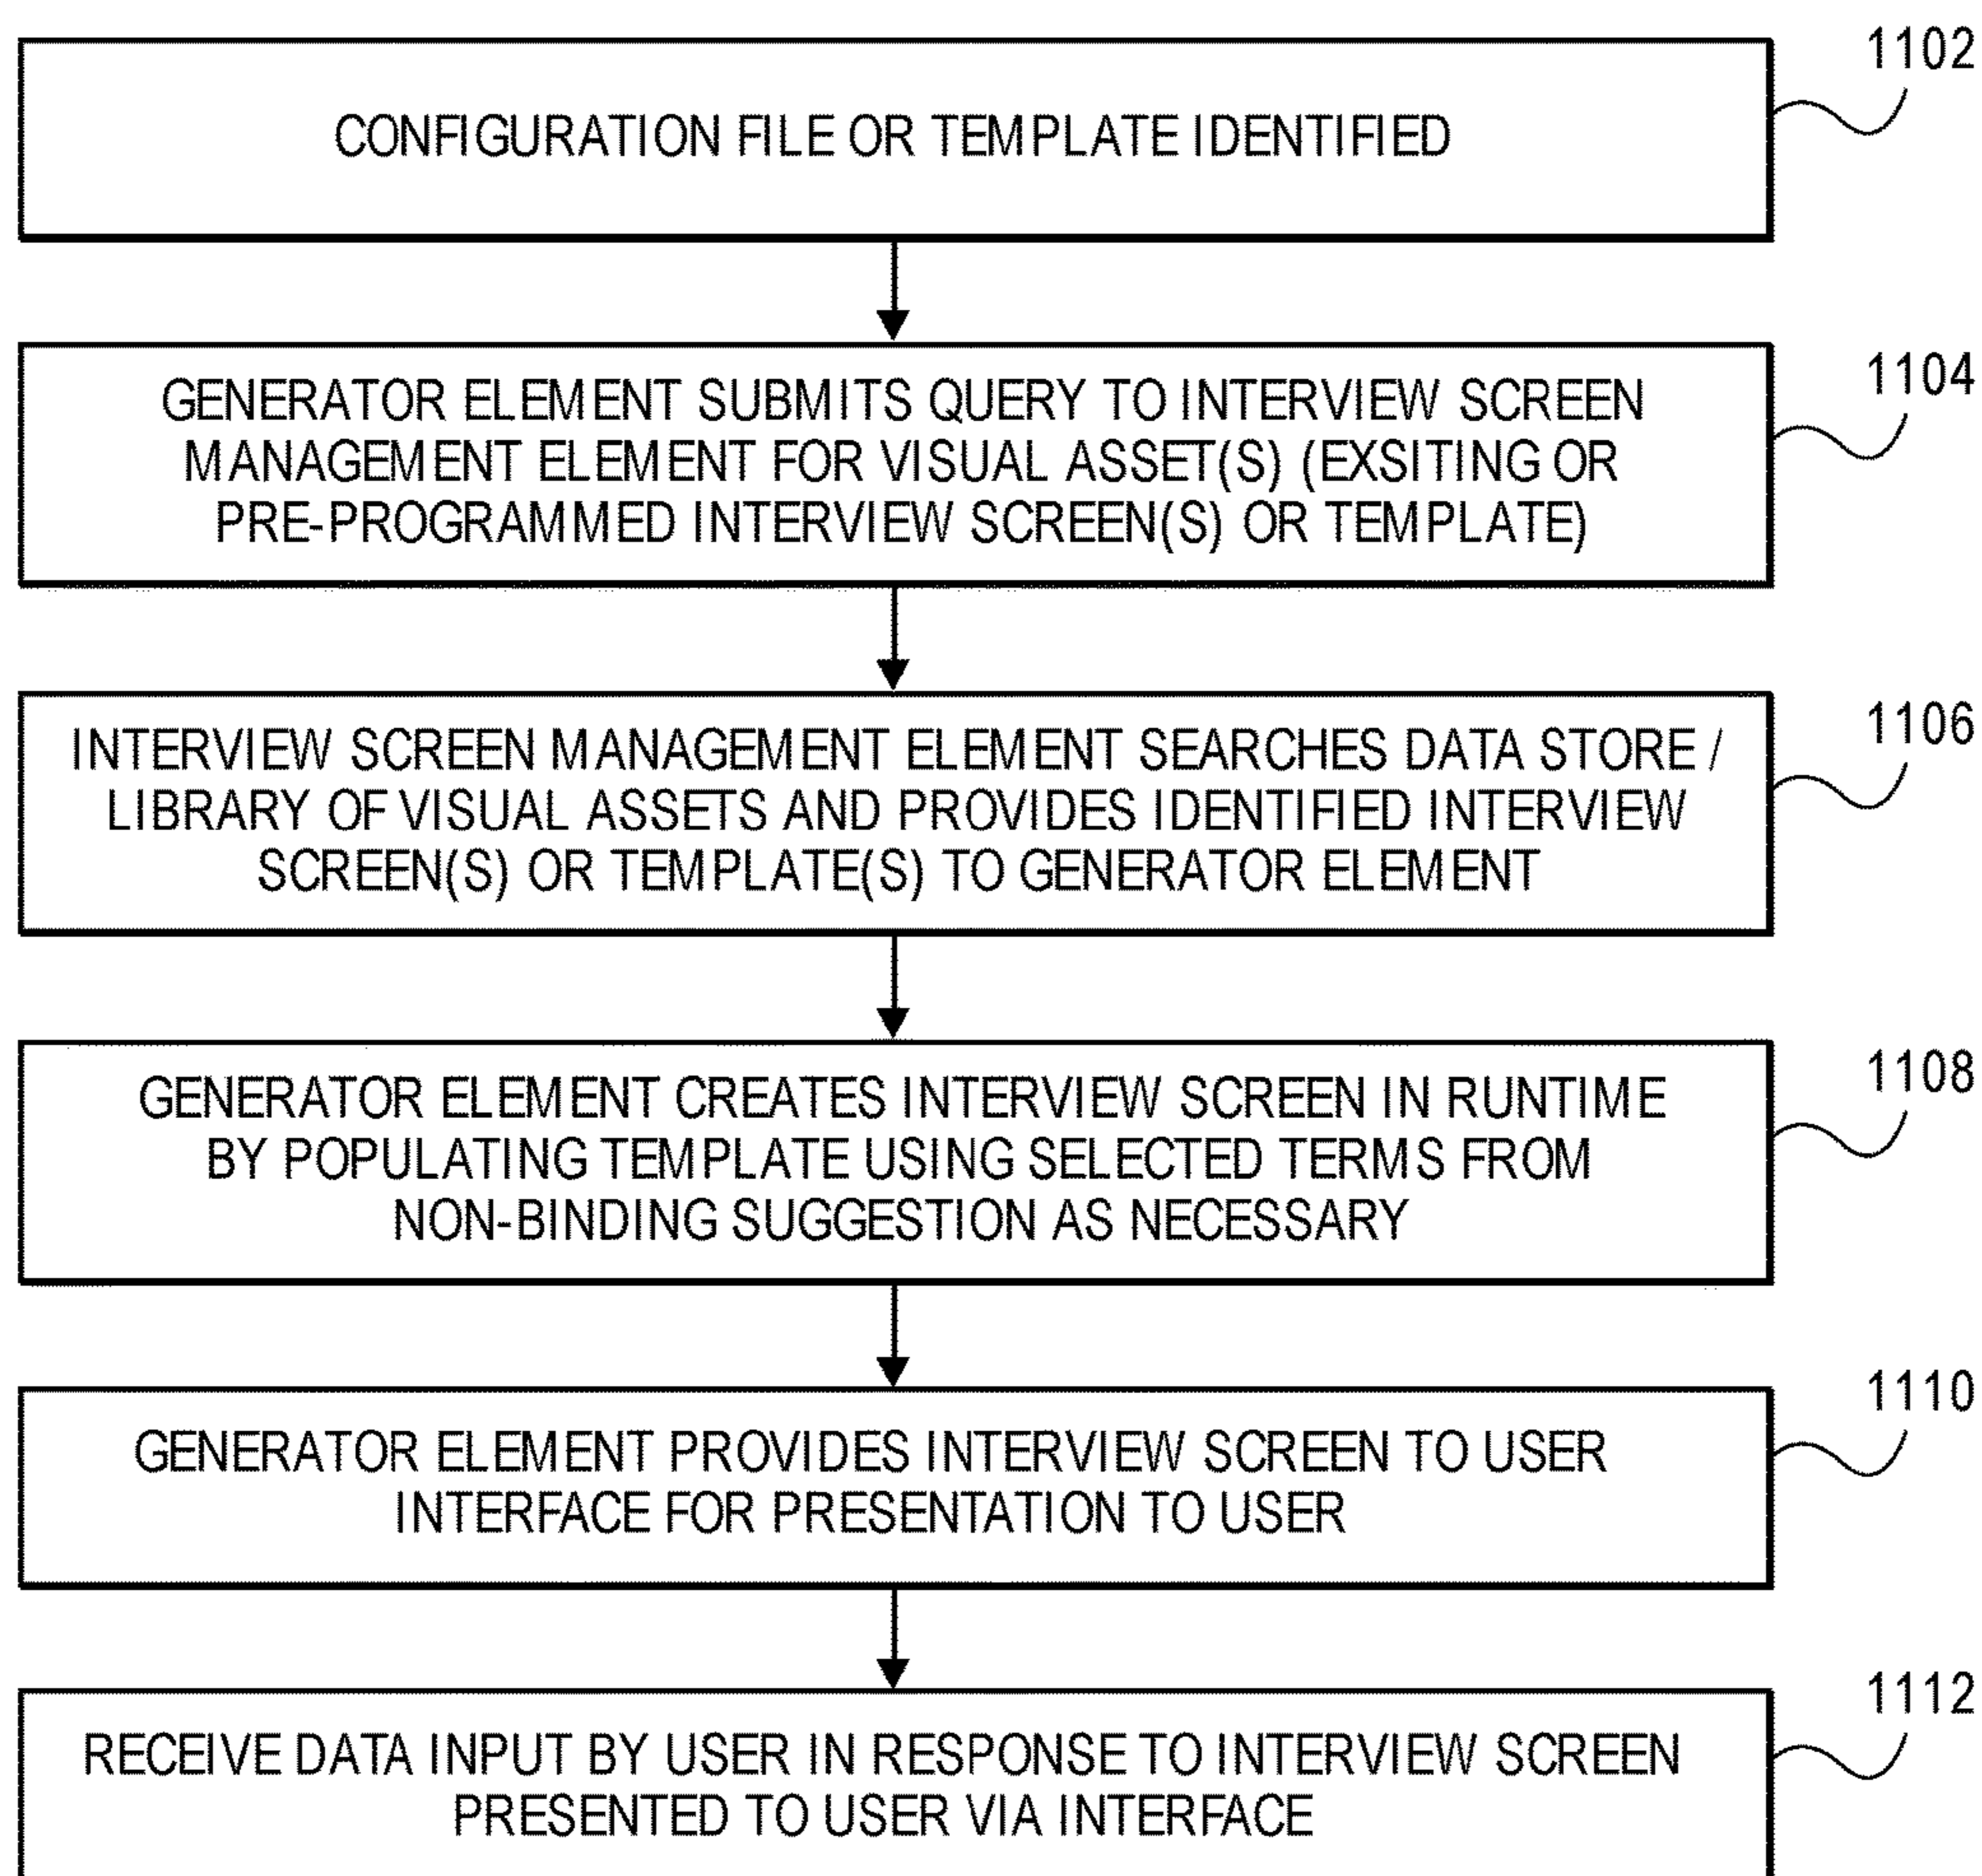 1102
CONFIGURATION FILE OR TEMPLATE IDENTIFIED
1104
GENERATOR ELEMENT SUBMITS QUERY TO INTERVIEW SCREEN
MANAGEMENT ELEMENT FOR VISUAL ASSET(S) (EXSITING OR
PRE-PROGRAMMED INTERVIEW SCREEN(S) OR TEMPLATE)
1106
INTERVIEW SCREEN MANAGEMENT ELEMENT SEARCHES DATA STORE /
LIBRARY OF VISUAL ASSETS AND PROVIDES IDENTIFIED INTERVIEW
SCREEN(S) OR TEMPLATE(S) TO GENERATOR ELEMENT
1108
GENERATOR ELEMENT CREATES INTERVIEW SCREEN IN RUNTIME
BY POPULATING TEMPLATE USING SELECTED TERMS FROM
NON-BINDING SUGGESTION AS NECESSARY
1110
GENERATOR ELEMENT PROVIDES INTERVIEW SCREEN TO USER
INTERFACE FOR PRESENTATION TO USER
1112
RECEIVE DATA INPUT BY USER IN RESPONSE TO INTERVIEW SCREEN
PRESENTED TO USER VIA INTERFACE